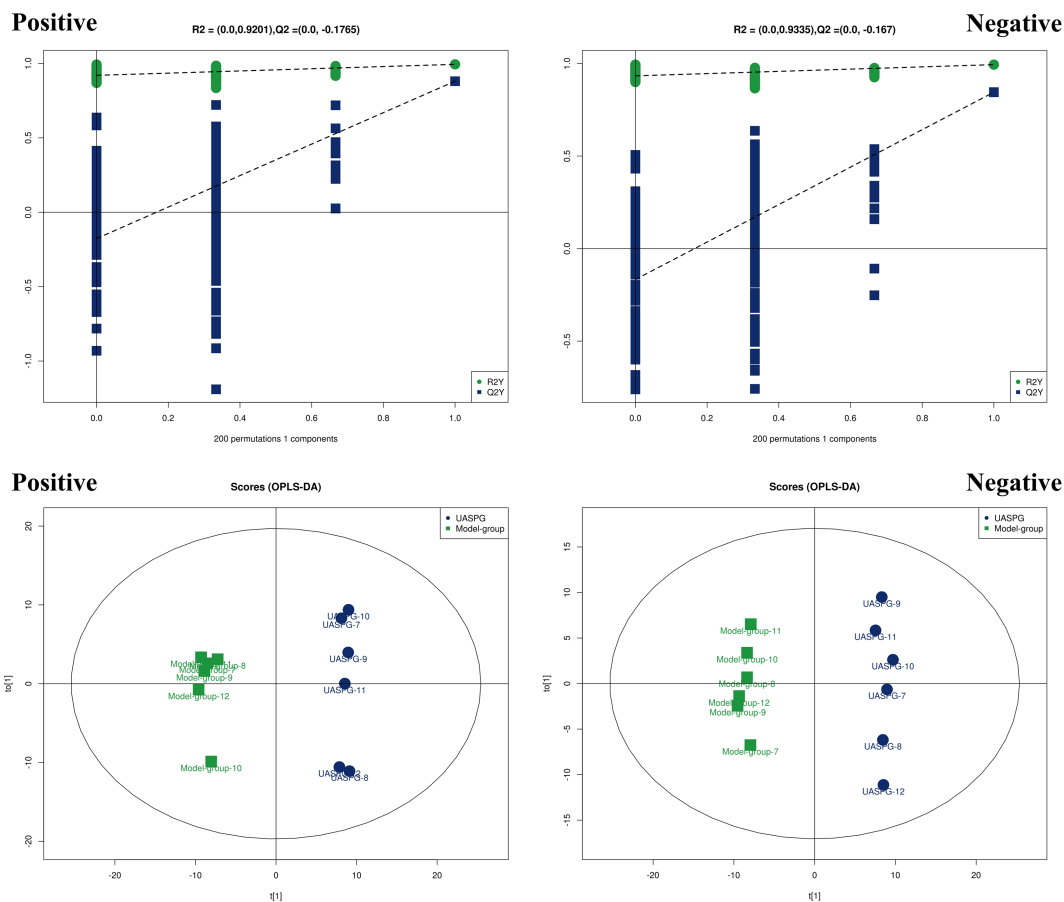 Positive
R2 = (0.0,0.9201),Q2 =(0.0, -0.1765)
1.0
0.5
0.0
-0.5
-1.0
R2Y
Q2Y
0.0 0.2 0.4 0.6 0.8 1.0
200 permutations 1 components
Negative
R2 = (0.0,0.9335),Q2 =(0.0, -0.167)
1.0
0.5
0.0
-0.5
R2Y
Q2Y
0.0 0.2 0.4 0.6 0.8 1.0
200 permutations 1 components
Positive
Scores (OPLS-DA)
UASPG
Model-group
to[1]
20
10
0
-10
-20
UASPG-10
UASPG-7
UASPG-9
UASPG-11
UASPG-8
Model-group-8
Model-group-7
Model-group-9
Model-group-12
Model-group-10
-20 -10 0 10 20
t[1]
Negative
Scores (OPLS-DA)
UASPG
Model-group
to[1]
15
10
5
0
-5
-10
-15
UASPG-9
UASPG-11
UASPG-10
UASPG-7
UASPG-8
UASPG-12
Model-group-11
Model-group-10
Model-group-8
Model-group-12
Model-group-9
Model-group-7
-20 -10 0 10 20
t[1]